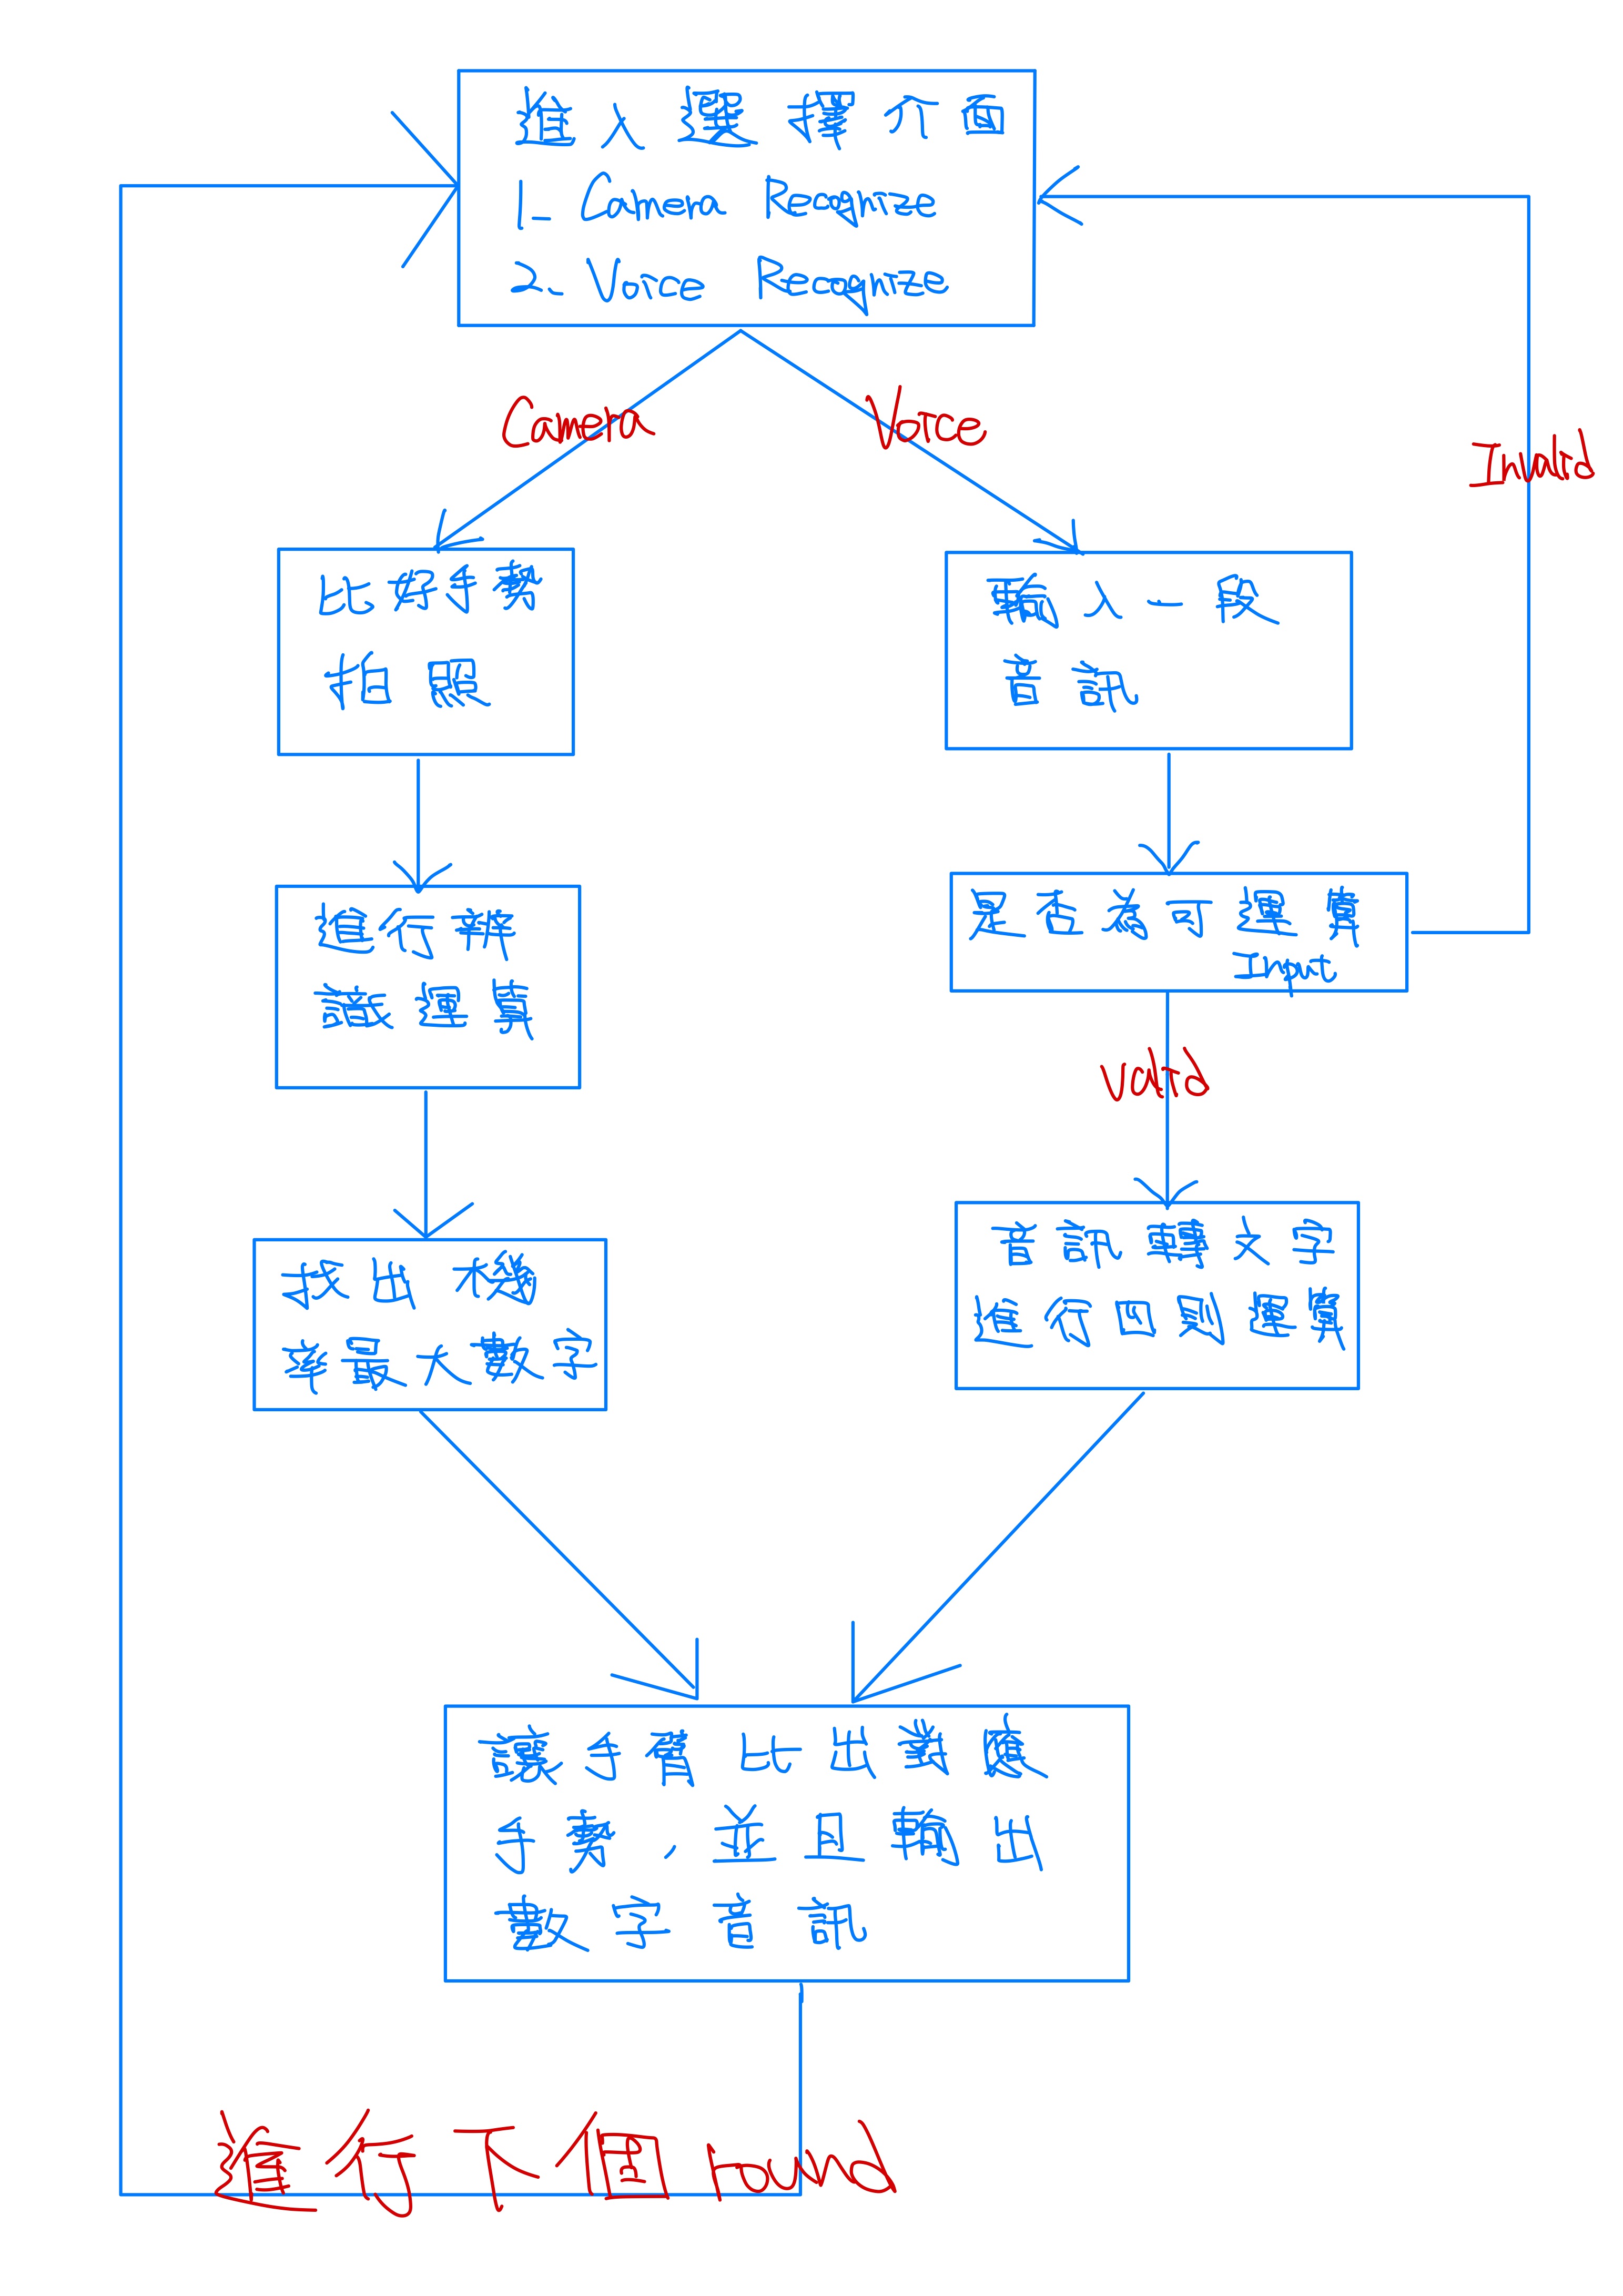 進入選擇介面
1. Camera Recognize
2. Voice Recognize
Camera
Voice
Invalid
比好手勢
拍照
輸入一段
音訊
進行辨
識運算
是否為可運算
Input
Valid
找出機
率最大數字
音訊轉文字
進行四則運算
讓手臂比出對應
手勢,並且輸出
數字音訊
進行下個round